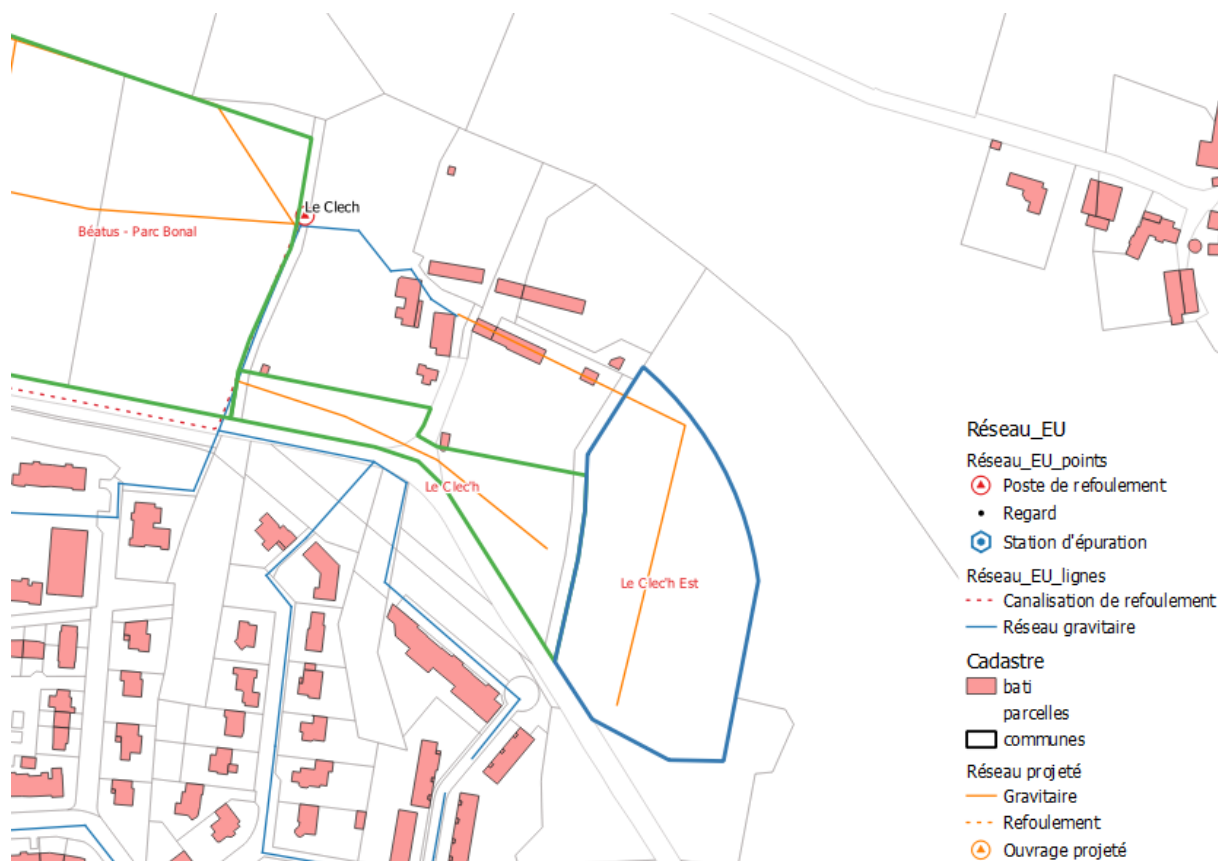 Le Clech
Béatus - Parc Bonal
Le Clec'h
Le Clec'h Est
Réseau_EU
Réseau_EU_points
Poste de refoulement
Regard
Station d'épuration
Réseau_EU_lignes
Canalisation de refoulement
Réseau gravitaire
Cadastre
bati
parcelles
communes
Réseau projeté
Gravitaire
Refoulement
Ouvrage projeté